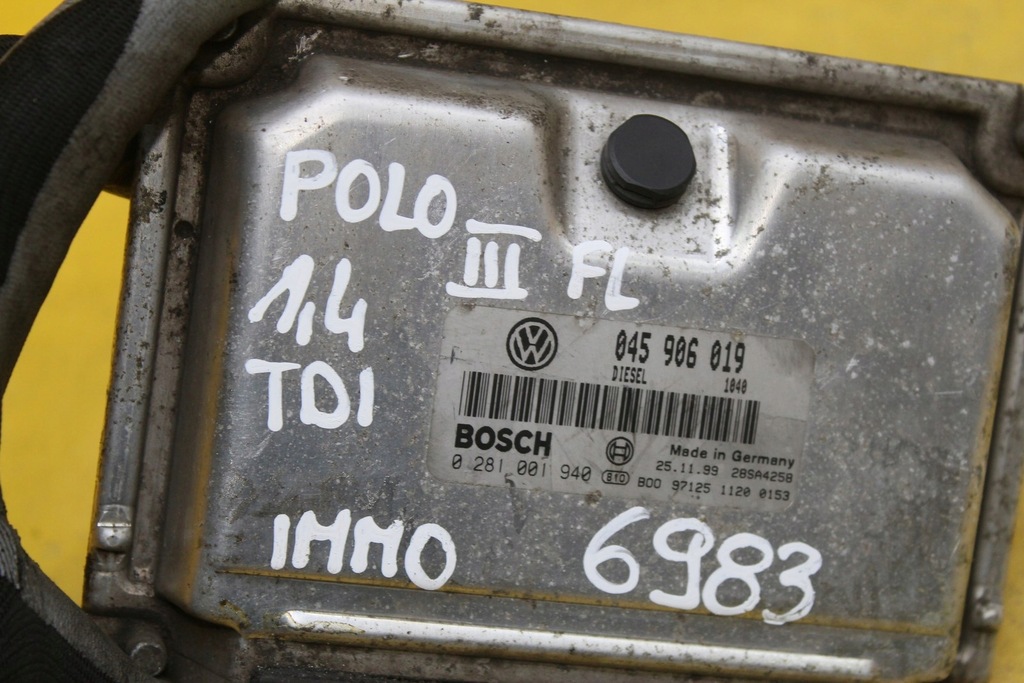 POLO III FL
1,4
TDI
045 906 019
DIESEL 1040
BOSCH
Made in Germany
0 281 001 940
25.11.99 28SA4258
810 BOO 97125 1120 0153
IMMO 6983